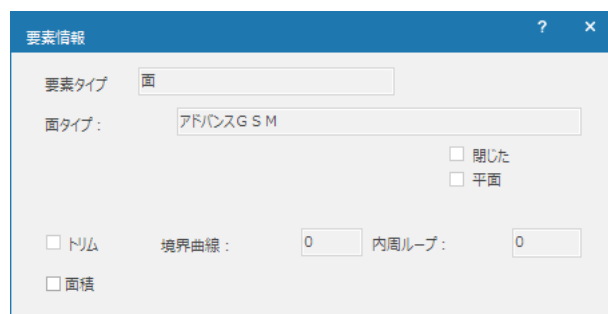 要素情報 ? ×
要素タイプ 面
面タイプ : アドバンスGSM
閉じた
平面
トリム 境界曲線 : 0 内周ループ : 0
面積